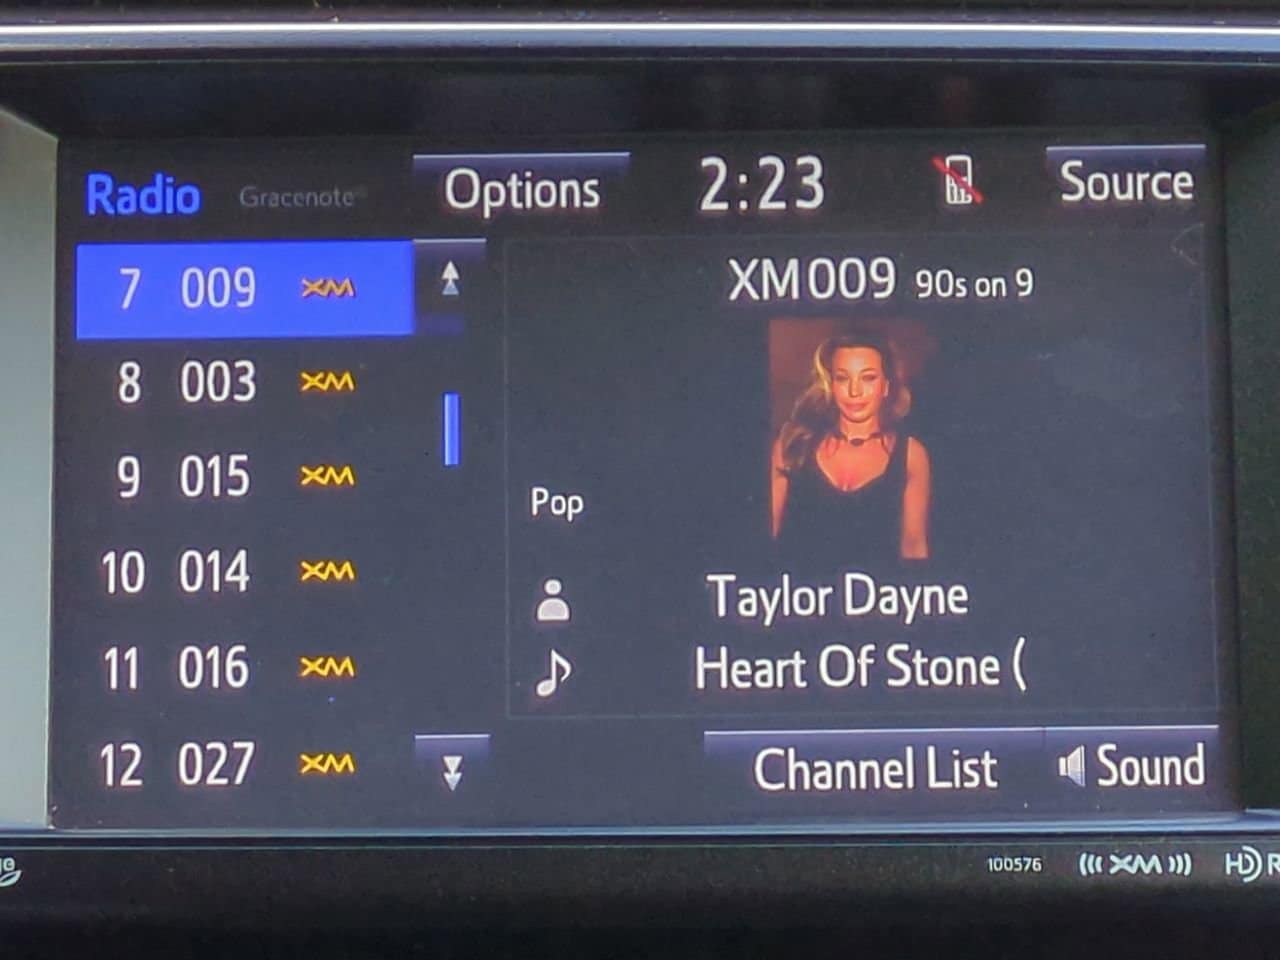 Radio Gracenote Options 2:23 Source
7 009 XM
8 003 XM
9 015 XM
10 014 XM
11 016 XM
12 027 XM
XM009 90s on 9
Pop
Taylor Dayne
Heart Of Stone (
Channel List Sound
100576 XM HD R